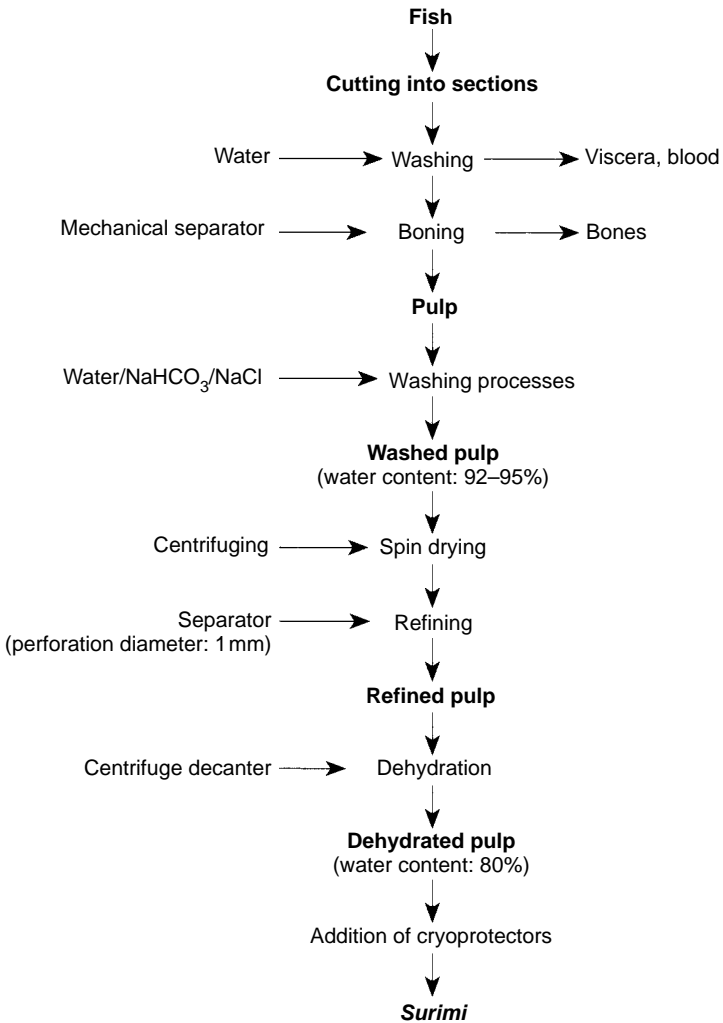 Fish
Cutting into sections
Water
Washing
Viscera, blood
Mechanical separator
Boning
Bones
Pulp
Water/NaHCO₃/NaCl
Washing processes
Washed pulp
(water content: 92–95%)
Centrifuging
Spin drying
Separator
(perforation diameter: 1 mm)
Refining
Refined pulp
Centrifuge decanter
Dehydration
Dehydrated pulp
(water content: 80%)
Addition of cryoprotectors
Surimi